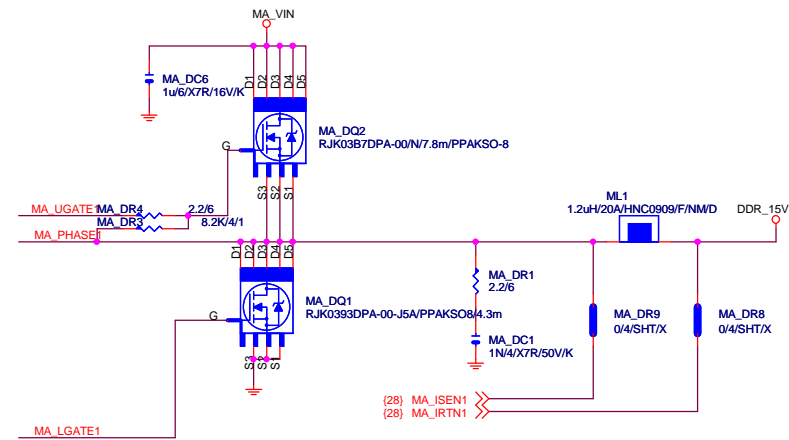 MA_VIN
MA_DC6
1u/6/X7R/16V/K
D1
D2
D3
D4
D5
MA_DQ2
RJK03B7DPA-00/N/7.8m/PPAKSO-8
G
S3
S2
S1
MA_UGATE1
MA_DR4
2.2/6
MA_DR3
8.2K/4/1
MA_PHASE1
ML1
1.2uH/20A/HNC0909/F/NM/D
DDR_15V
D1
D2
D3
D4
D5
MA_DQ1
RJK0393DPA-00-J5A/PPAKSO8/4.3m
G
S3
S2
S1
MA_DR1
2.2/6
MA_DC1
1N/4/X7R/50V/K
MA_DR9
0/4/SHT/X
MA_DR8
0/4/SHT/X
{28} MA_ISEN1
{28} MA_IRTN1
MA_LGATE1